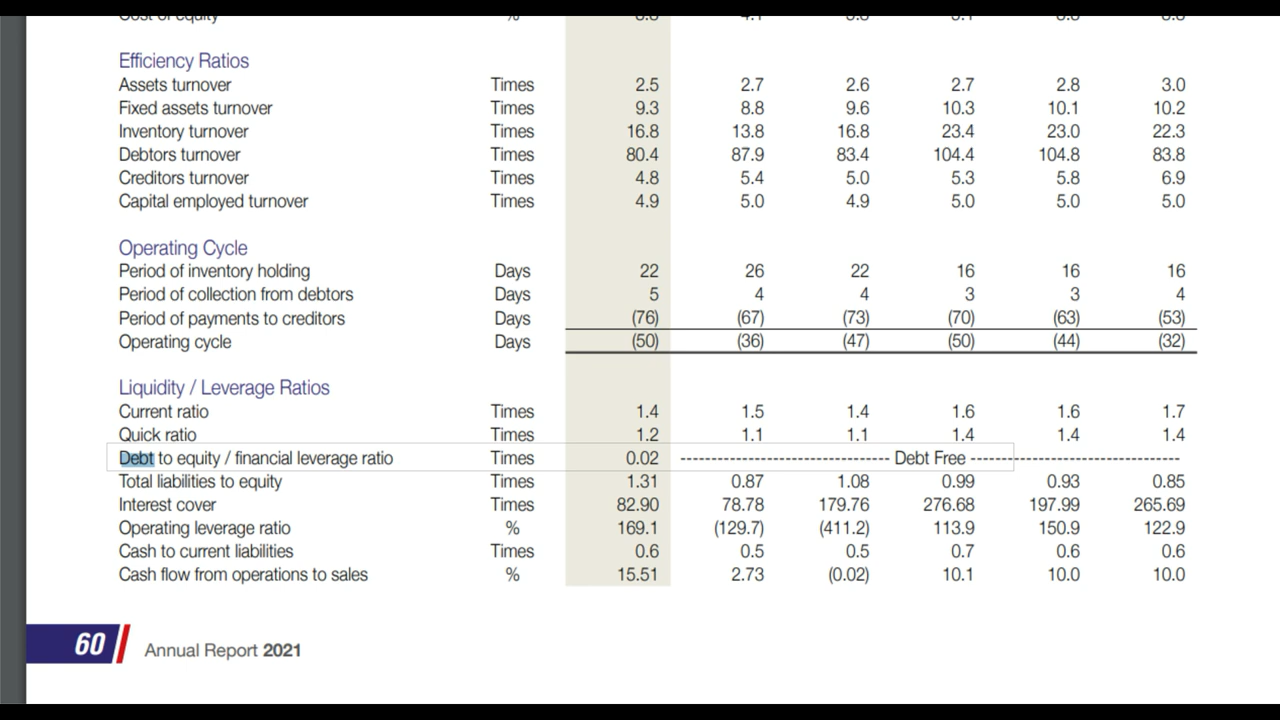 Cost of equity %
Efficiency Ratios
Assets turnover Times 2.5 2.7 2.6 2.7 2.8 3.0
Fixed assets turnover Times 9.3 8.8 9.6 10.3 10.1 10.2
Inventory turnover Times 16.8 13.8 16.8 23.4 23.0 22.3
Debtors turnover Times 80.4 87.9 83.4 104.4 104.8 83.8
Creditors turnover Times 4.8 5.4 5.0 5.3 5.8 6.9
Capital employed turnover Times 4.9 5.0 4.9 5.0 5.0 5.0
Operating Cycle
Period of inventory holding Days 22 26 22 16 16 16
Period of collection from debtors Days 5 4 4 3 3 4
Period of payments to creditors Days (76) (67) (73) (70) (63) (53)
Operating cycle Days (50) (36) (47) (50) (44) (32)
Liquidity / Leverage Ratios
Current ratio Times 1.4 1.5 1.4 1.6 1.6 1.7
Quick ratio Times 1.2 1.1 1.1 1.4 1.4 1.4
Debt to equity / financial leverage ratio Times 0.02 ------------------------------- Debt Free -------------------------------
Total liabilities to equity Times 1.31 0.87 1.08 0.99 0.93 0.85
Interest cover Times 82.90 78.78 179.76 276.68 197.99 265.69
Operating leverage ratio % 169.1 (129.7) (411.2) 113.9 150.9 122.9
Cash to current liabilities Times 0.6 0.5 0.5 0.7 0.6 0.6
Cash flow from operations to sales % 15.51 2.73 (0.02) 10.1 10.0 10.0
60 Annual Report 2021